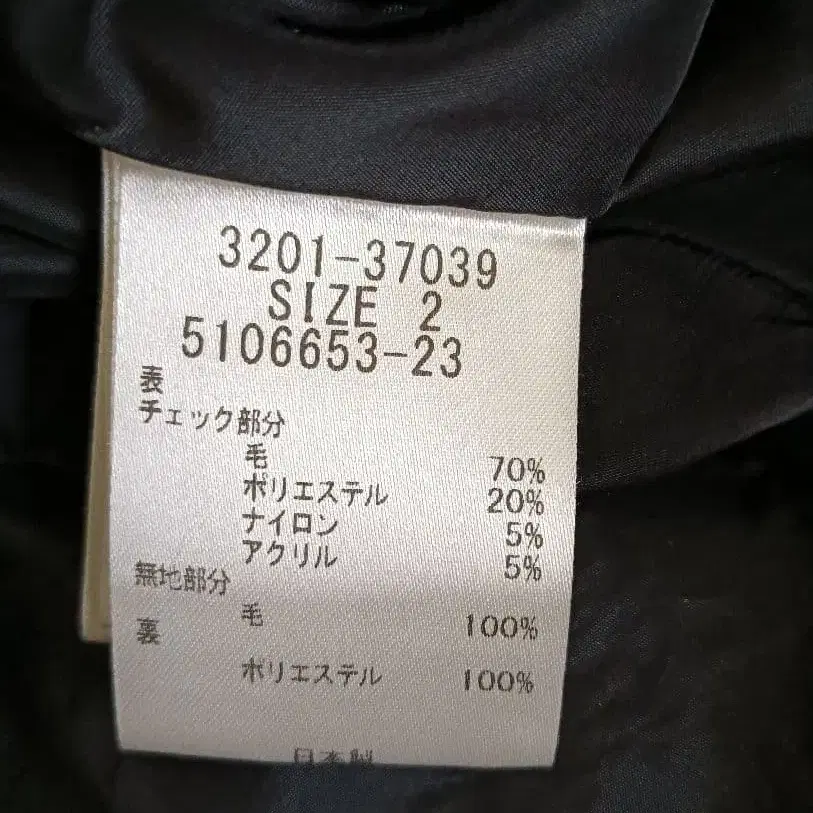 3201-37039
SIZE 2
5106653-23
表
チェック部分
毛 70%
ポリエステル 20%
ナイロン 5%
アクリル 5%
無地部分
毛 100%
裏
ポリエステル 100%
日本製